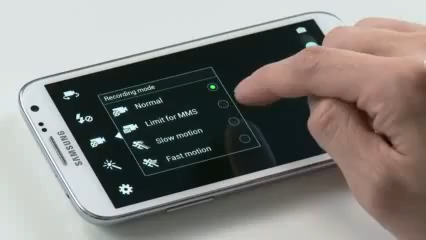 SAMSUNG
Recording mode
Normal
Limit for MMS
Slow motion
Fast motion